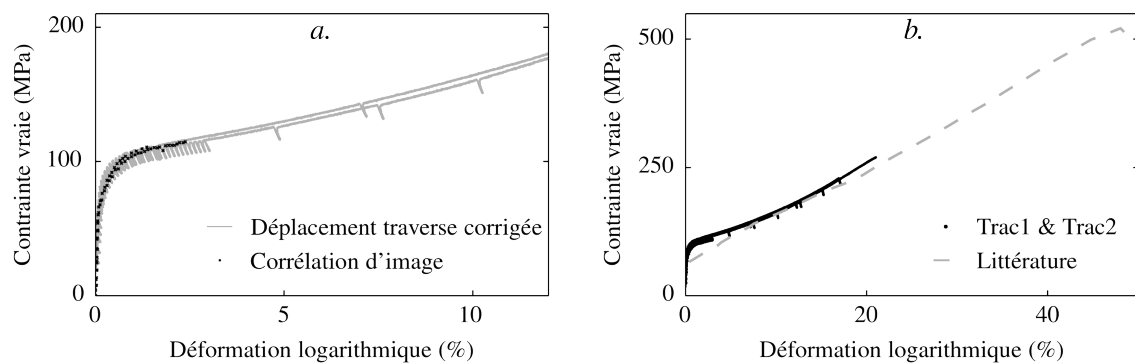 a.
Contrainte vraie (MPa)
200
100
0
Déplacement traverse corrigée
Corrélation d'image
0 5 10
Déformation logarithmique (%)
b.
Contrainte vraie (MPa)
500
250
0
Trac1 & Trac2
Littérature
0 20 40
Déformation logarithmique (%)